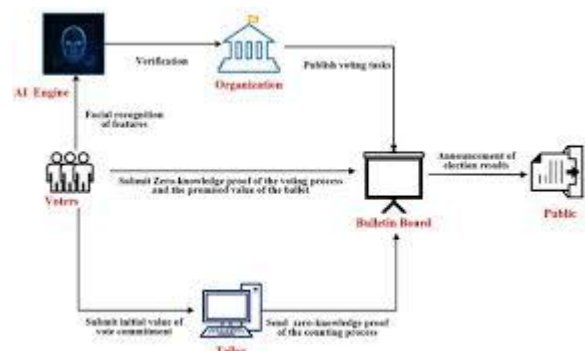 Verification
Publish voting tasks
Organization
AI Engine
Facial recognition
of features
Announcement of
election results
Submit Zero-knowledge proof of the voting process
and the promised value of the ballot
Voters
Bulletin Board
Public
Submit initial value of
vote commitment
Send zero-knowledge proof
of the counting process